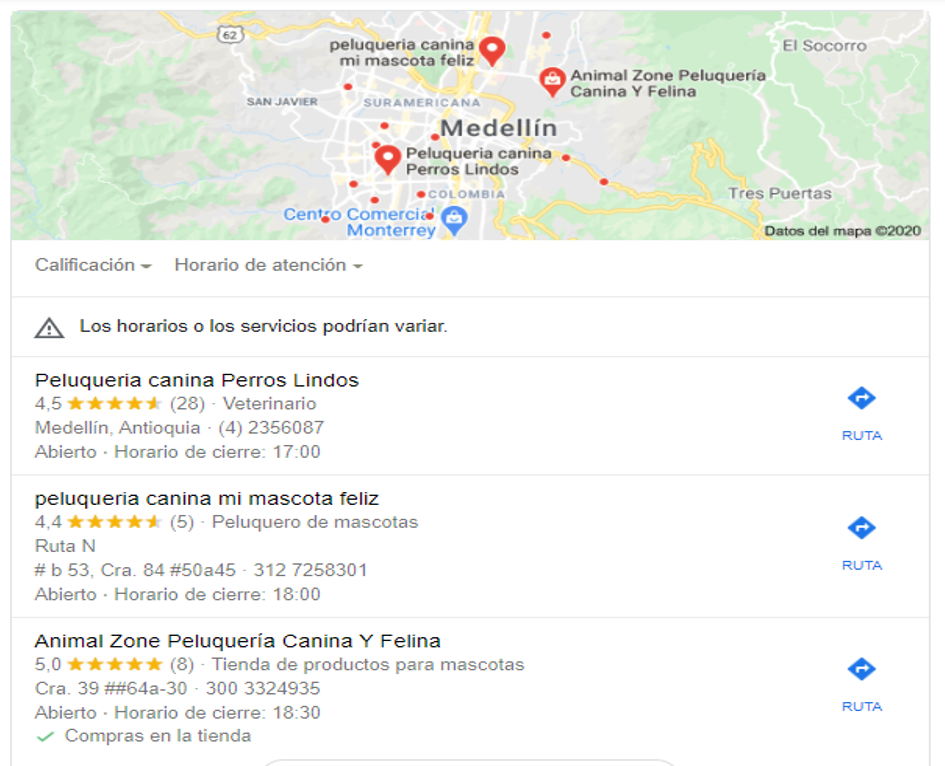 62
peluqueria canina
mi mascota feliz
El Socorro
Animal Zone Peluquería
Canina Y Felina
SAN JAVIER
SURAMERICANA
Medellín
Peluqueria canina
Perros Lindos
COLOMBIA
Tres Puertas
Centro Comercial
Monterrey
Datos del mapa ©2020
Calificación Horario de atención
Los horarios o los servicios podrían variar.
Peluqueria canina Perros Lindos
4,5 (28) · Veterinario
Medellín, Antioquia · (4) 2356087
Abierto · Horario de cierre: 17:00
RUTA
peluqueria canina mi mascota feliz
4,4 (5) · Peluquero de mascotas
Ruta N
# b 53, Cra. 84 #50a45 · 312 7258301
Abierto · Horario de cierre: 18:00
RUTA
Animal Zone Peluquería Canina Y Felina
5,0 (8) · Tienda de productos para mascotas
Cra. 39 ##64a-30 · 300 3324935
Abierto · Horario de cierre: 18:30
RUTA
Compras en la tienda